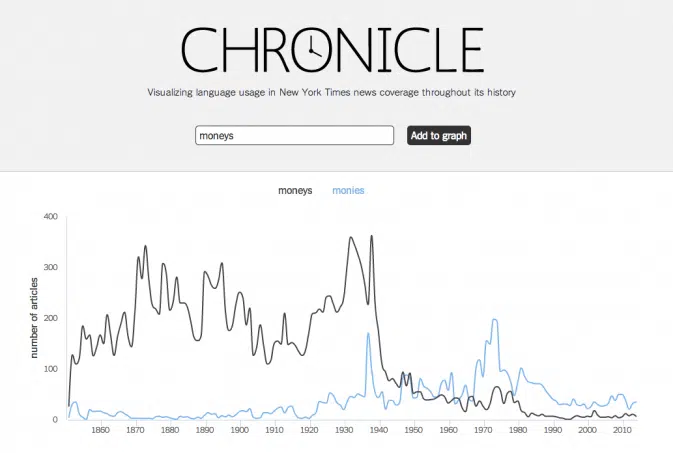 CHRONICLE
Visualizing language usage in New York Times news coverage throughout its history
moneys Add to graph
moneys monies
400
300
200
100
0
number of articles
1860 1870 1880 1890 1900 1910 1920 1930 1940 1950 1960 1970 1980 1990 2000 2010